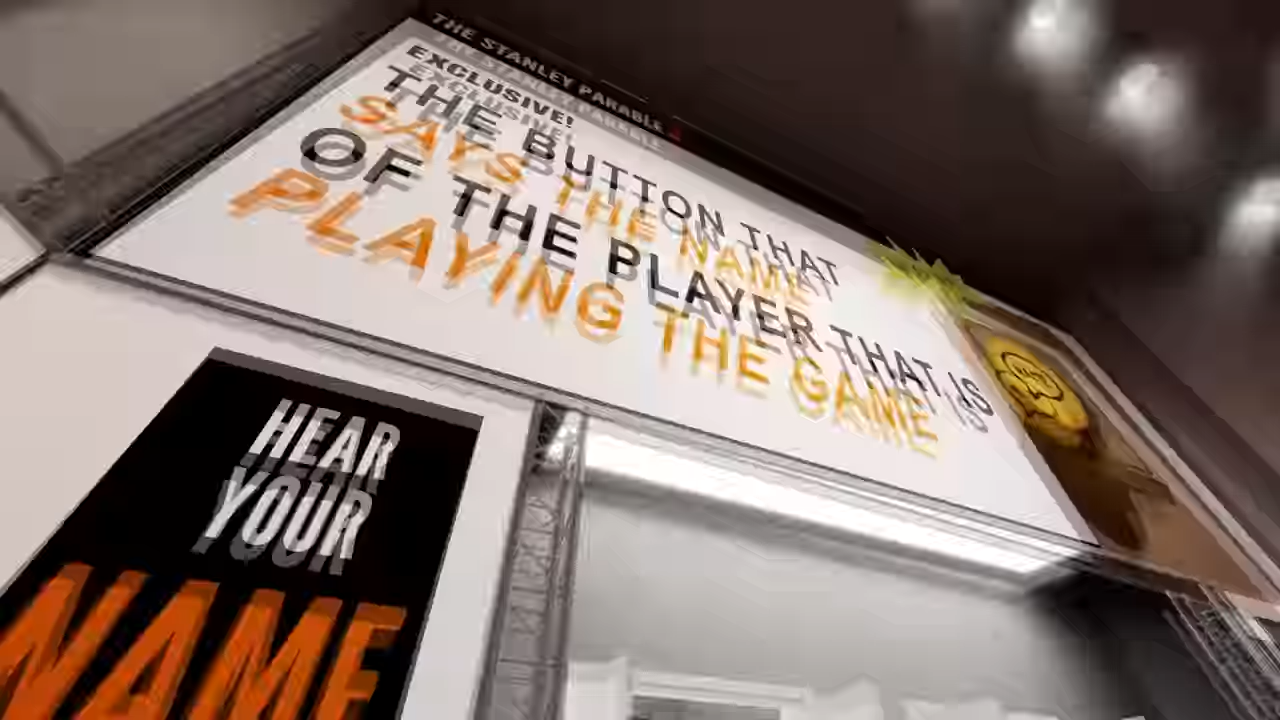 THE STANLEY PARABLE 2
EXCLUSIVE!
THE BUTTON THAT
SAYS THE NAME
OF THE PLAYER THAT IS
PLAYING THE GAME
HEAR
YOUR
NAME